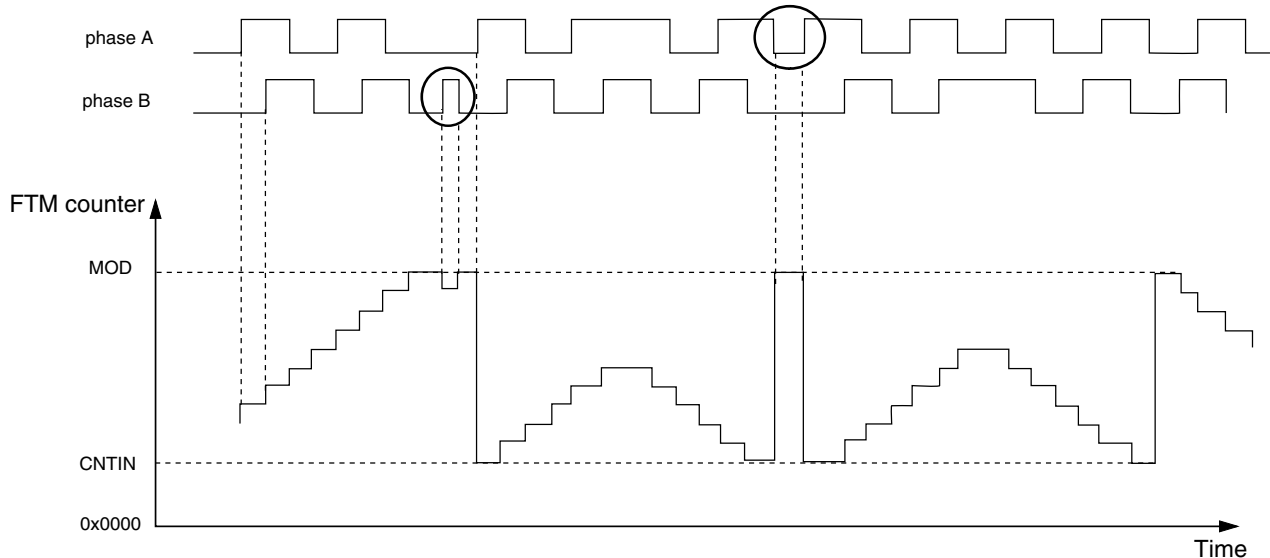 phase A
phase B
FTM counter
MOD
CNTIN
0x0000
Time